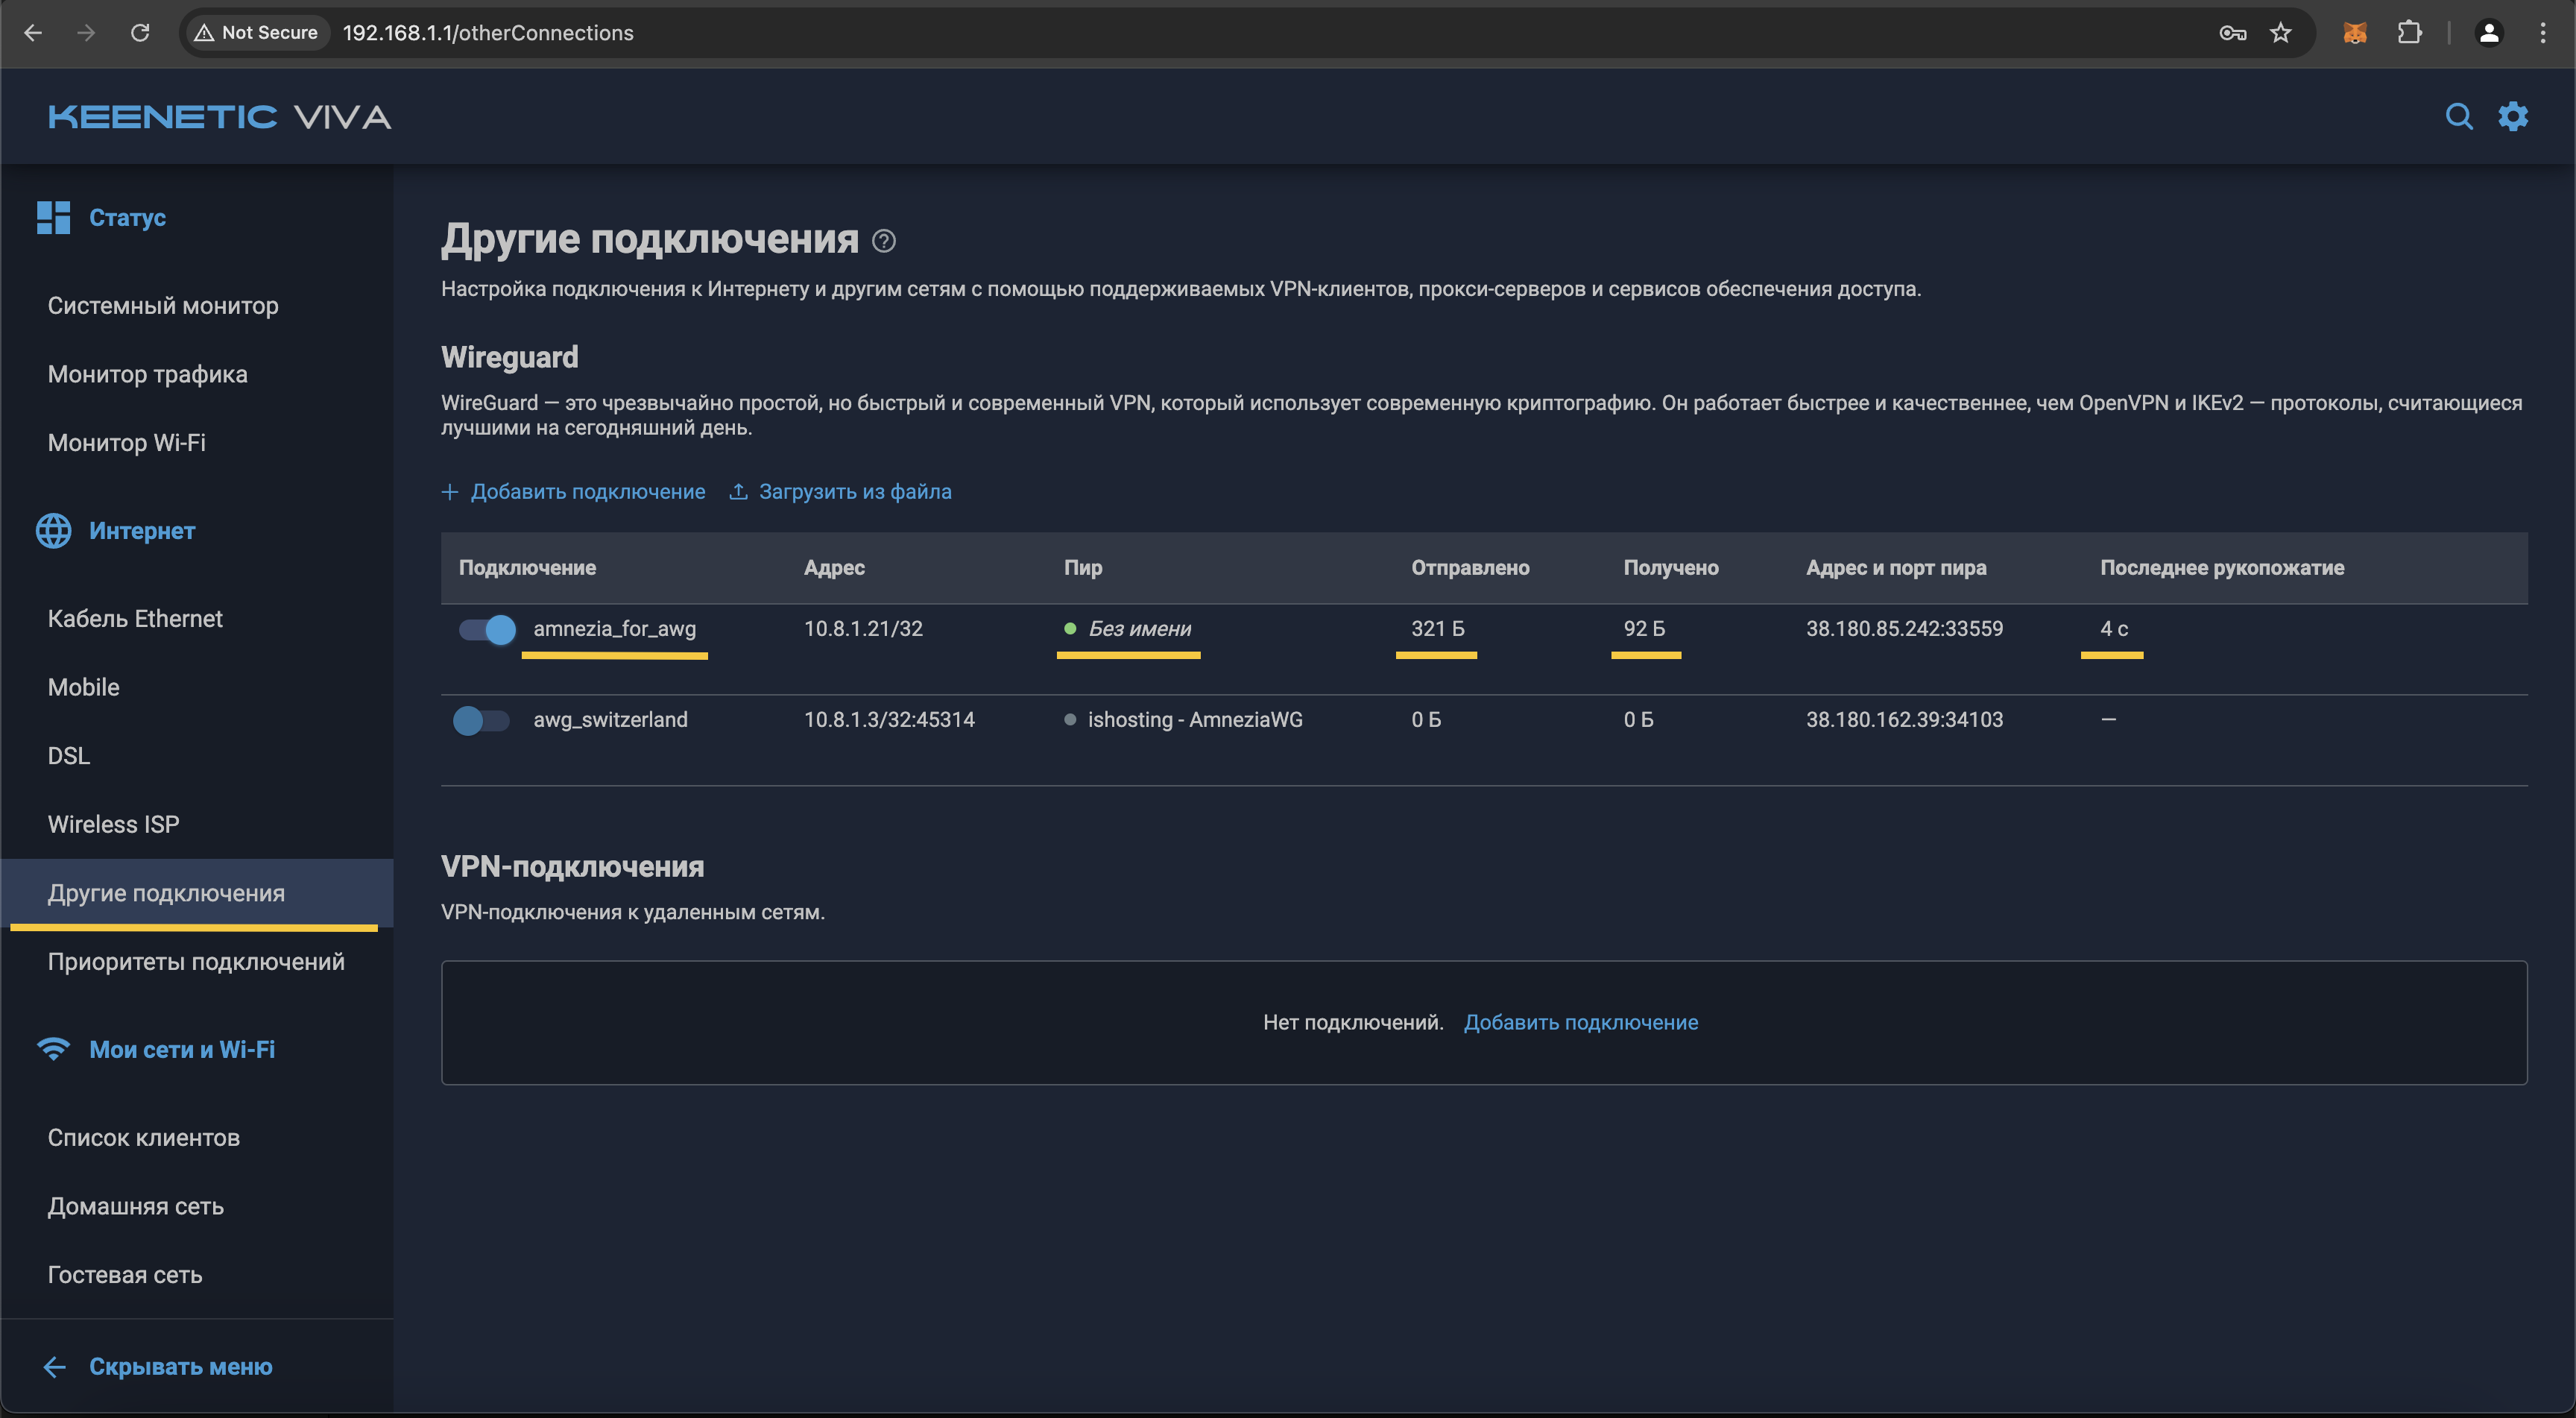 Not Secure 192.168.1.1/otherConnections
KEENETIC VIVA
Статус
Системный монитор
Монитор трафика
Монитор Wi-Fi
Интернет
Кабель Ethernet
Mobile
DSL
Wireless ISP
Другие подключения
Приоритеты подключений
Мои сети и Wi-Fi
Список клиентов
Домашняя сеть
Гостевая сеть
Скрывать меню
Другие подключения ?
Настройка подключения к Интернету и другим сетям с помощью поддерживаемых VPN-клиентов, прокси-серверов и сервисов обеспечения доступа.
Wireguard
WireGuard — это чрезвычайно простой, но быстрый и современный VPN, который использует современную криптографию. Он работает быстрее и качественнее, чем OpenVPN и IKEv2 — протоколы, считающиеся
лучшими на сегодняшний день.
+ Добавить подключение Загрузить из файла
Подключение Адрес Пир Отправлено Получено Адрес и порт пира Последнее рукопожатие
amnezia_for_awg 10.8.1.21/32 Без имени 321 Б 92 Б 38.180.85.242:33559 4 с
awg_switzerland 10.8.1.3/32:45314 ishosting - AmneziaWG 0 Б 0 Б 38.180.162.39:34103 —
VPN-подключения
VPN-подключения к удаленным сетям.
Нет подключений. Добавить подключение